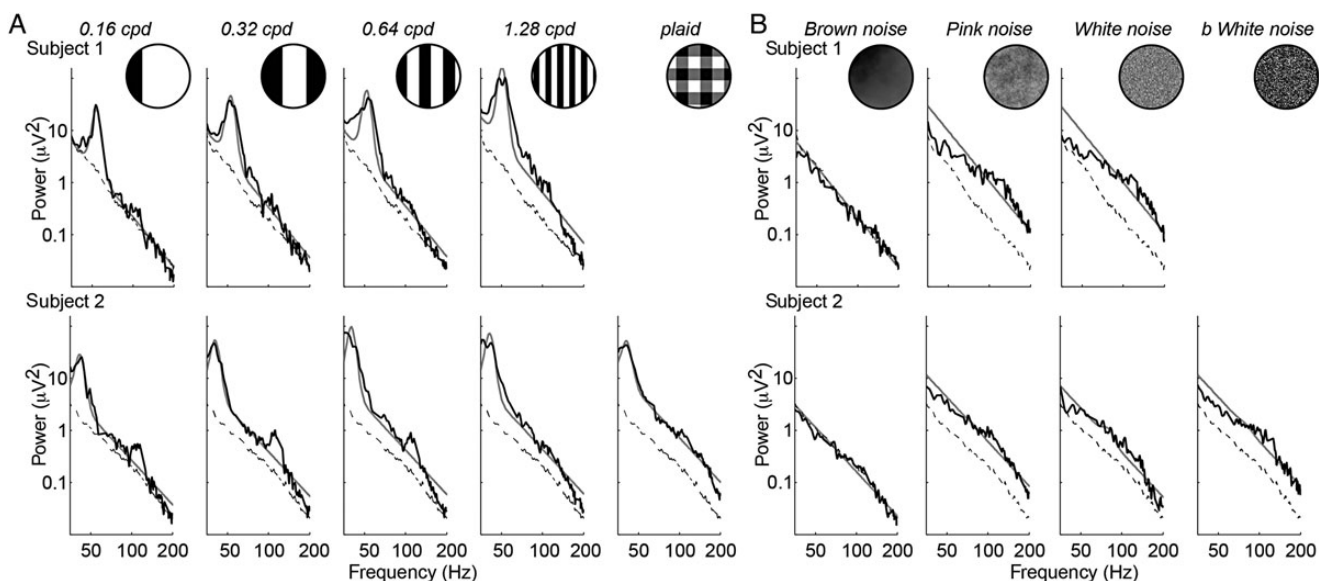 A
0.16 cpd 0.32 cpd 0.64 cpd 1.28 cpd plaid
Subject 1
Power (μV²)
10
1
0.1
50 100 200 50 100 200 50 100 200 50 100 200 50 100 200
Subject 2
Power (μV²)
10
1
0.1
Frequency (Hz)
B
Brown noise Pink noise White noise b White noise
Subject 1
Power (μV²)
10
1
0.1
Subject 2
Power (μV²)
10
1
0.1
50 100 200 50 100 200 50 100 200 50 100 200
Frequency (Hz)